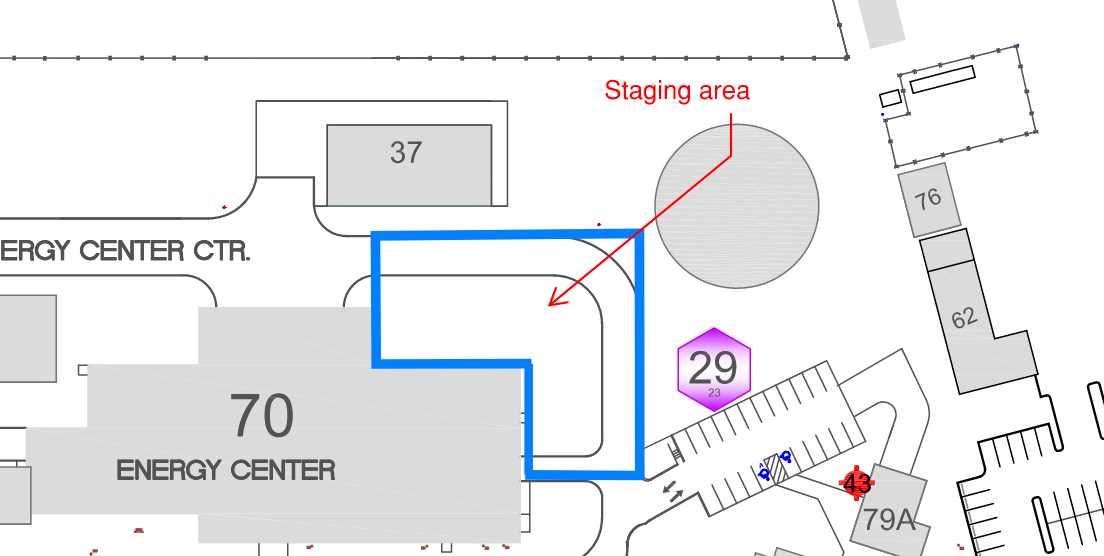 Staging area
37
76
ERGY CENTER CTR.
62
29
23
70
ENERGY CENTER
43
79A